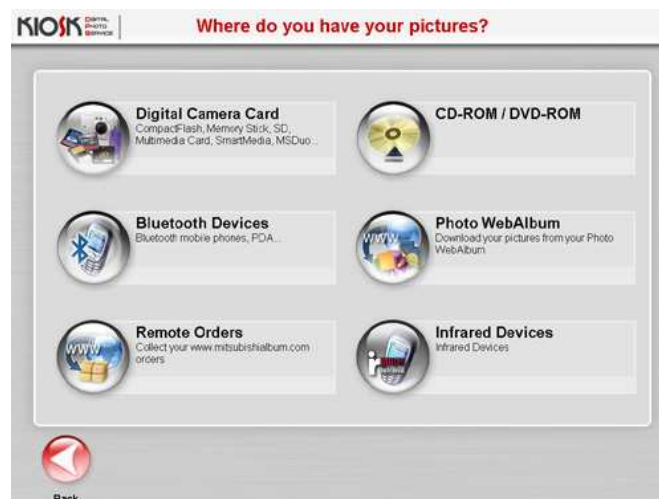 KIOSK DIGITAL
PHOTO
SERVICE
Where do you have your pictures?
Digital Camera Card
CompactFlash, Memory Stick, SD,
Multimedia Card, SmartMedia, MSDuo...
CD-ROM / DVD-ROM
Bluetooth Devices
Bluetooth mobile phones, PDA...
Photo WebAlbum
Download your pictures from your Photo
WebAlbum
WWW
Remote Orders
Collect your www.mitsubishialbum.com
orders
WWW
Infrared Devices
Infrared Devices
Back